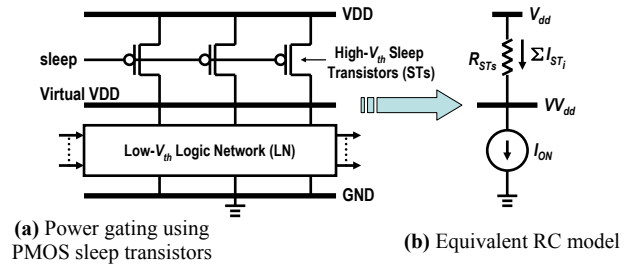 VDD
sleep
High-Vth Sleep
Transistors (STs)
Virtual VDD
Low-Vth Logic Network (LN)
GND
(a) Power gating using
PMOS sleep transistors
Vdd
RSTs
ΣISTi
VVdd
ION
(b) Equivalent RC model